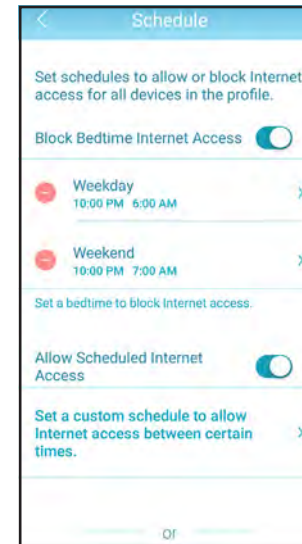 Schedule
Set schedules to allow or block Internet
access for all devices in the profile.
Block Bedtime Internet Access
Weekday
10:00 PM 6:00 AM
Weekend
10:00 PM 7:00 AM
Set a bedtime to block Internet access.
Allow Scheduled Internet
Access
Set a custom schedule to allow
Internet access between certain
times.
or